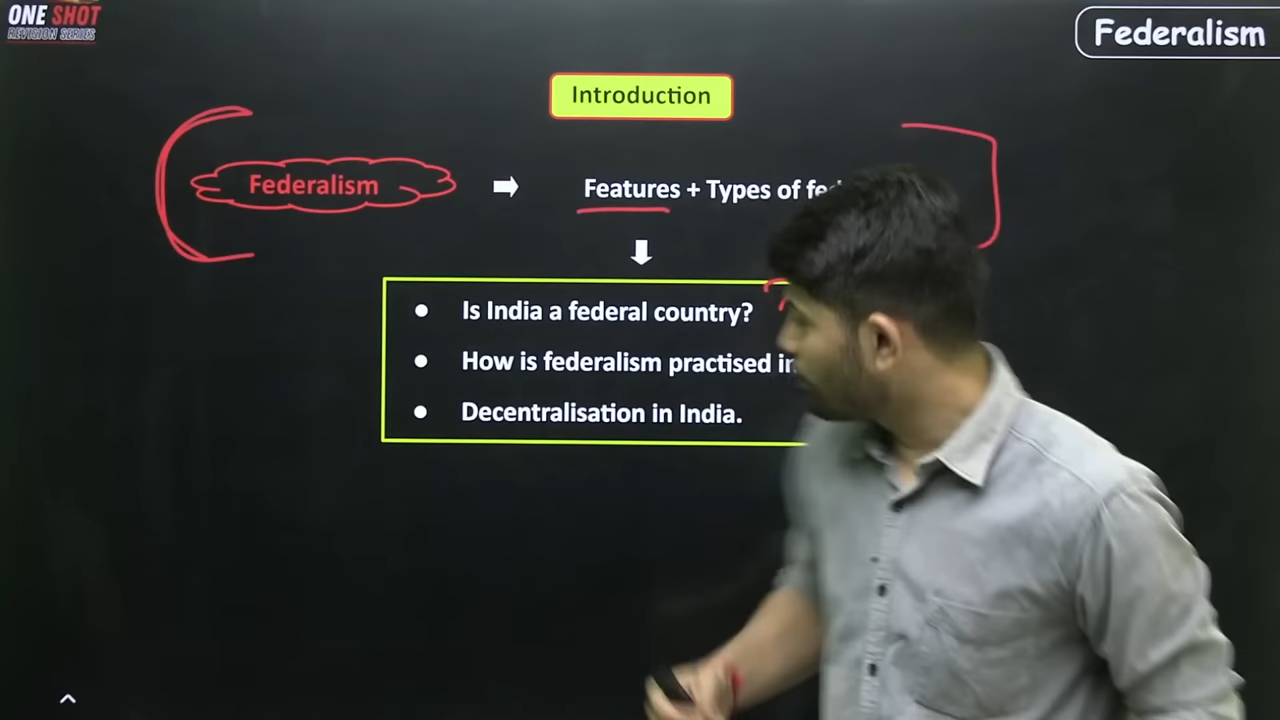 ONE SHOT
REVISION SERIES
Federalism
Introduction
Federalism
Features + Types of
Is India a federal country?
How is federalism practised in
Decentralisation in India.